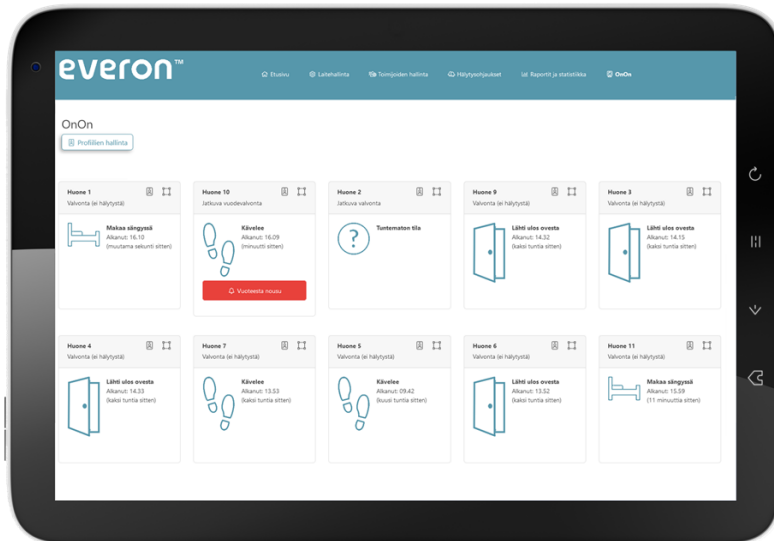 everon™
Etusivu
Laitehallinta
Toimijoiden hallinta
Hälytysohjaukset
Raportit ja statistiikka
OnOn
OnOn
Profiilien hallinta
Huone 1
Valvonta (ei hälytystä)
Makaa sängyssä
Alkanut: 16.10
(muutama sekunti sitten)
Huone 10
Jatkuva vuodevalvonta
Kävelee
Alkanut: 16.09
(minuutti sitten)
Vuoteesta nousu
Huone 2
Jatkuva valvonta
Tuntematon tila
?
Huone 9
Valvonta (ei hälytystä)
Lähti ulos ovesta
Alkanut: 14.32
(kaksi tuntia sitten)
Huone 3
Valvonta (ei hälytystä)
Lähti ulos ovesta
Alkanut: 14.15
(kaksi tuntia sitten)
Huone 4
Valvonta (ei hälytystä)
Lähti ulos ovesta
Alkanut: 14.33
(kaksi tuntia sitten)
Huone 7
Valvonta (ei hälytystä)
Kävelee
Alkanut: 13.53
(kaksi tuntia sitten)
Huone 5
Valvonta (ei hälytystä)
Kävelee
Alkanut: 09.42
(kuusi tuntia sitten)
Huone 6
Valvonta (ei hälytystä)
Lähti ulos ovesta
Alkanut: 13.52
(kaksi tuntia sitten)
Huone 11
Valvonta (ei hälytystä)
Makaa sängyssä
Alkanut: 15.59
(11 minuuttia sitten)